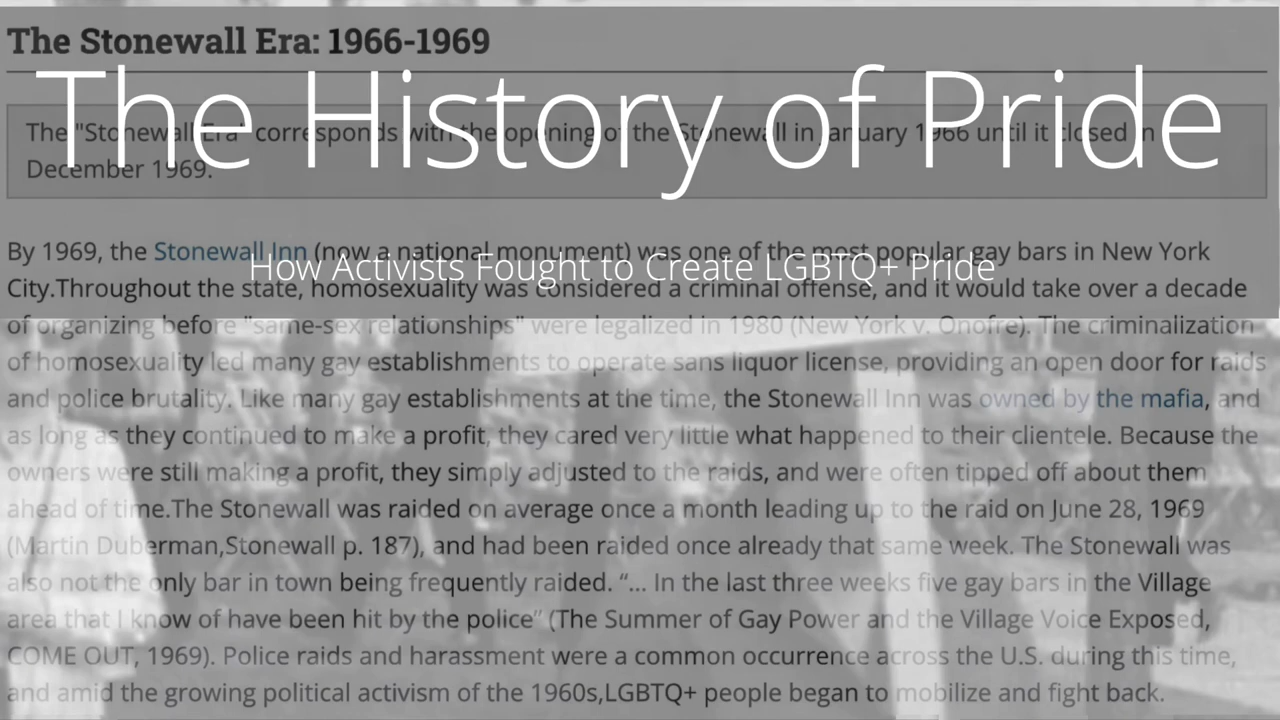 The Stonewall Era: 1966-1969
The History of Pride
The "Stonewall Era" corresponds with the opening of the Stonewall in January 1966 until it closed in
December 1969.
By 1969, the Stonewall Inn (now a national monument) was one of the most popular gay bars in New York
How Activists Fought to Create LGBTQ+ Pride
City.Throughout the state, homosexuality was considered a criminal offense, and it would take over a decade
of organizing before "same-sex relationships" were legalized in 1980 (New York v. Onofre). The criminalization
of homosexuality led many gay establishments to operate sans liquor license, providing an open door for raids
and police brutality. Like many gay establishments at the time, the Stonewall Inn was owned by the mafia, and
as long as they continued to make a profit, they cared very little what happened to their clientele. Because the
owners were still making a profit, they simply adjusted to the raids, and were often tipped off about them
ahead of time.The Stonewall was raided on average once a month leading up to the raid on June 28, 1969
(Martin Duberman,Stonewall p. 187), and had been raided once already that same week. The Stonewall was
also not the only bar in town being frequently raided. “... In the last three weeks five gay bars in the Village
area that I know of have been hit by the police” (The Summer of Gay Power and the Village Voice Exposed,
COME OUT, 1969). Police raids and harassment were a common occurrence across the U.S. during this time,
and amid the growing political activism of the 1960s,LGBTQ+ people began to mobilize and fight back.